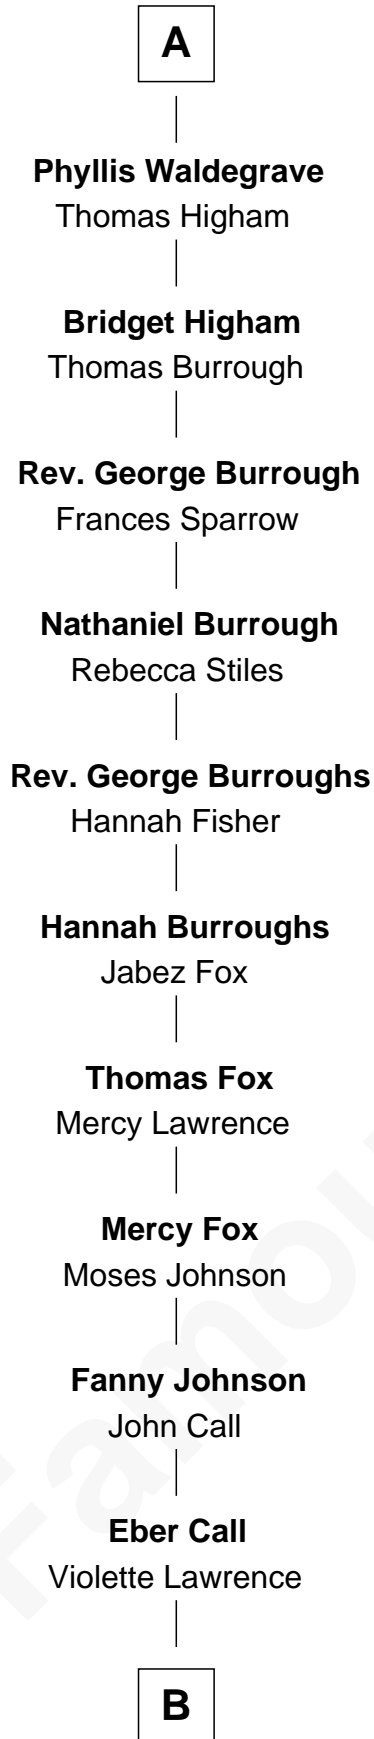 A
Phyllis Waldegrave
Thomas Higham
Bridget Higham
Thomas Burrough
Rev. George Burrough
Frances Sparrow
Nathaniel Burrough
Rebecca Stiles
Rev. George Burroughs
Hannah Fisher
Hannah Burroughs
Jabez Fox
Thomas Fox
Mercy Lawrence
Mercy Fox
Moses Johnson
Fanny Johnson
John Call
Eber Call
Violette Lawrence
B